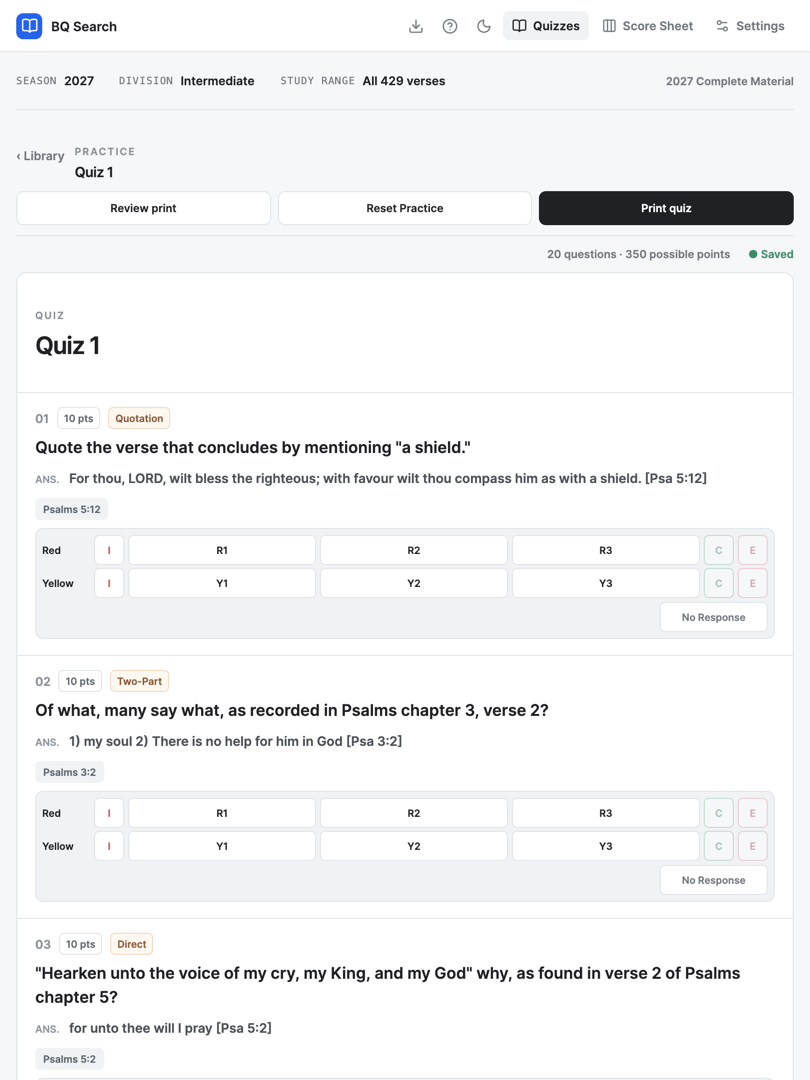 BQ Search
Quizzes
Score Sheet
Settings
SEASON 2027 DIVISION Intermediate STUDY RANGE All 429 verses 2027 Complete Material
‹ Library
PRACTICE
Quiz 1
Review print
Reset Practice
Print quiz
20 questions · 350 possible points Saved
QUIZ
Quiz 1
01 10 pts Quotation
Quote the verse that concludes by mentioning "a shield."
ANS. For thou, LORD, wilt bless the righteous; with favour wilt thou compass him as with a shield. [Psa 5:12]
Psalms 5:12
Red I R1 R2 R3 C E
Yellow I Y1 Y2 Y3 C E
No Response
02 10 pts Two-Part
Of what, many say what, as recorded in Psalms chapter 3, verse 2?
ANS. 1) my soul 2) There is no help for him in God [Psa 3:2]
Psalms 3:2
Red I R1 R2 R3 C E
Yellow I Y1 Y2 Y3 C E
No Response
03 10 pts Direct
"Hearken unto the voice of my cry, my King, and my God" why, as found in verse 2 of Psalms
chapter 5?
ANS. for unto thee will I pray [Psa 5:2]
Psalms 5:2